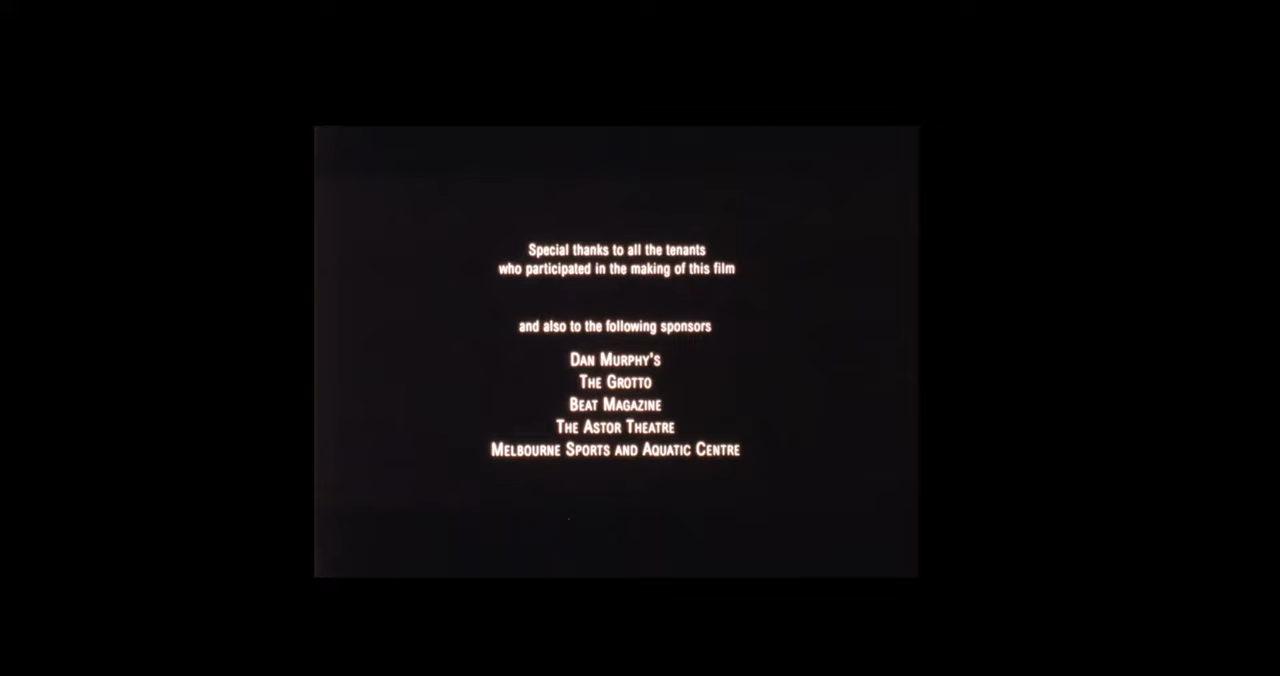 Special thanks to all the tenants
who participated in the making of this film
and also to the following sponsors
DAN MURPHY'S
THE GROTTO
BEAT MAGAZINE
THE ASTOR THEATRE
MELBOURNE SPORTS AND AQUATIC CENTRE